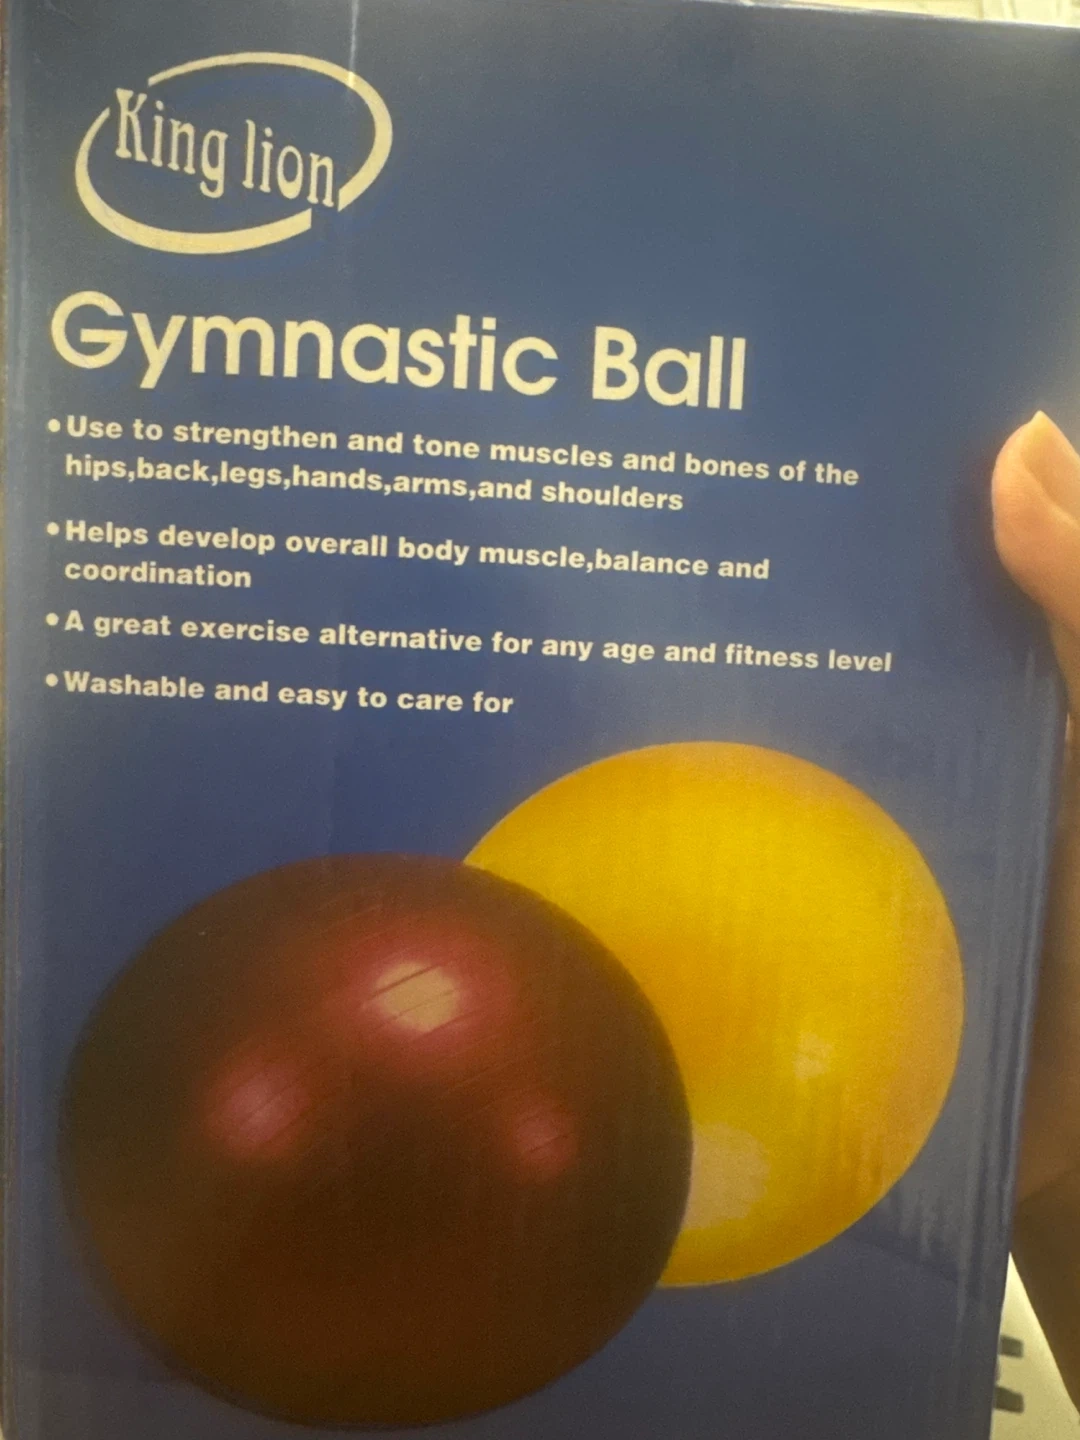 King lion
Gymnastic Ball
•Use to strengthen and tone muscles and bones of the
hips,back,legs,hands,arms,and shoulders
•Helps develop overall body muscle,balance and
coordination
•A great exercise alternative for any age and fitness level
•Washable and easy to care for